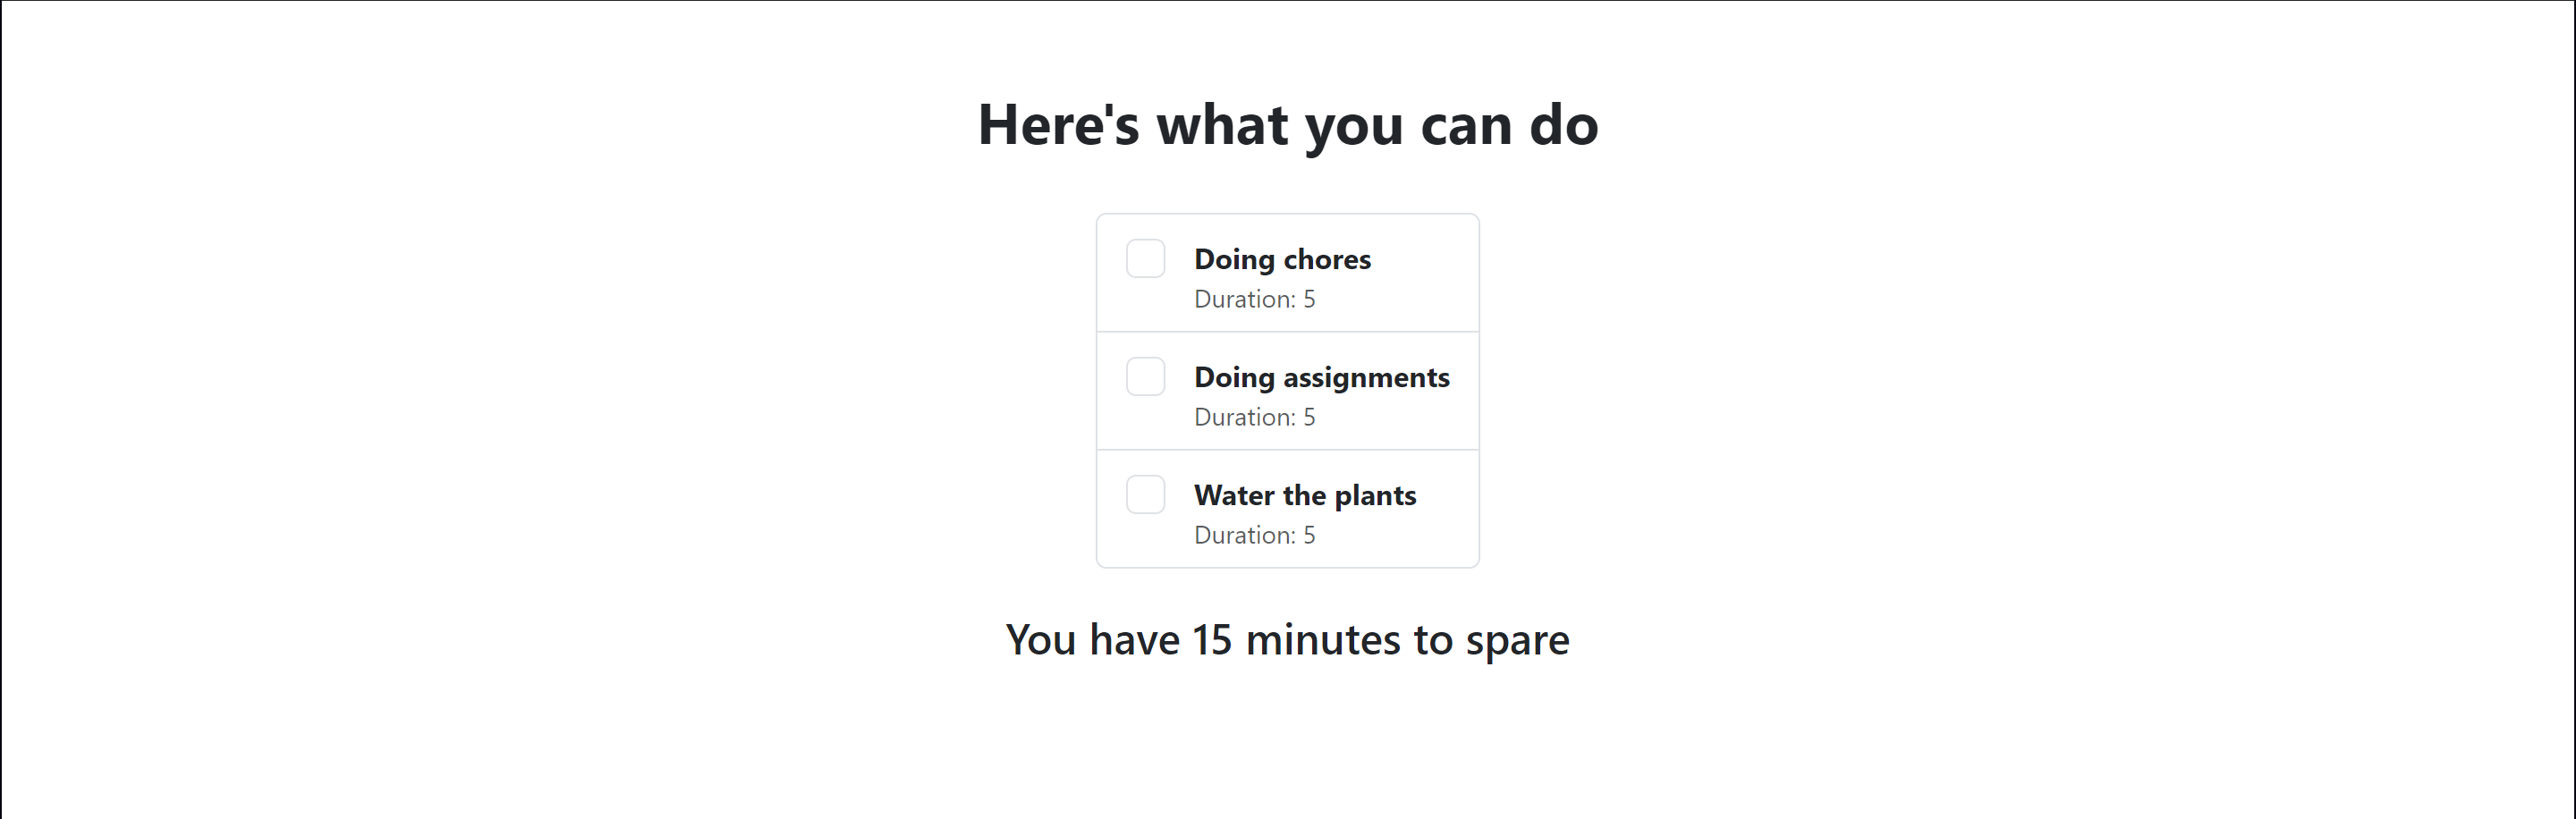 Here's what you can do
Doing chores
Duration: 5
Doing assignments
Duration: 5
Water the plants
Duration: 5
You have 15 minutes to spare